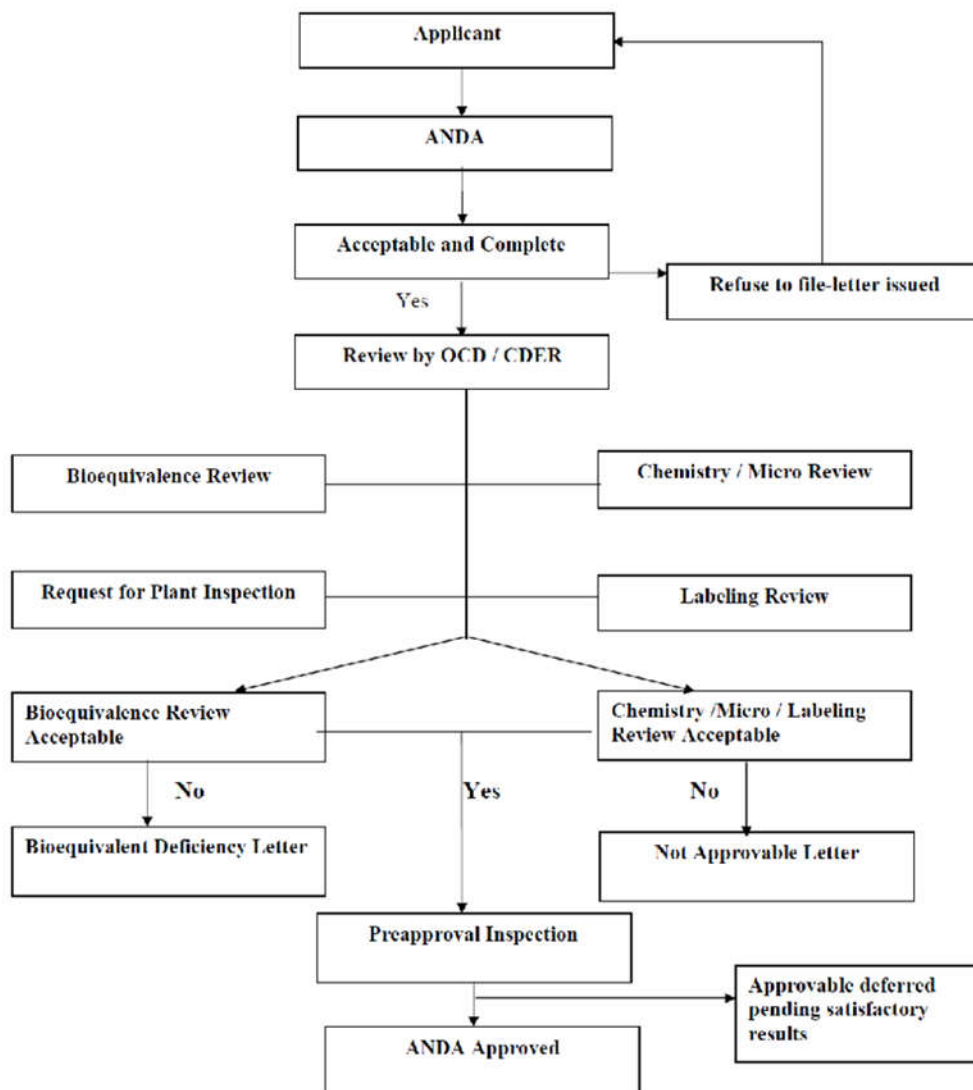 Applicant
ANDA
Acceptable and Complete
Refuse to file-letter issued
Yes
Review by OCD / CDER
Bioequivalence Review
Chemistry / Micro Review
Request for Plant Inspection
Labeling Review
Bioequivalence Review
Acceptable
Chemistry /Micro / Labeling
Review Acceptable
No
Yes
No
Bioequivalent Deficiency Letter
Not Approvable Letter
Preapproval Inspection
Approvable deferred
pending satisfactory
results
ANDA Approved